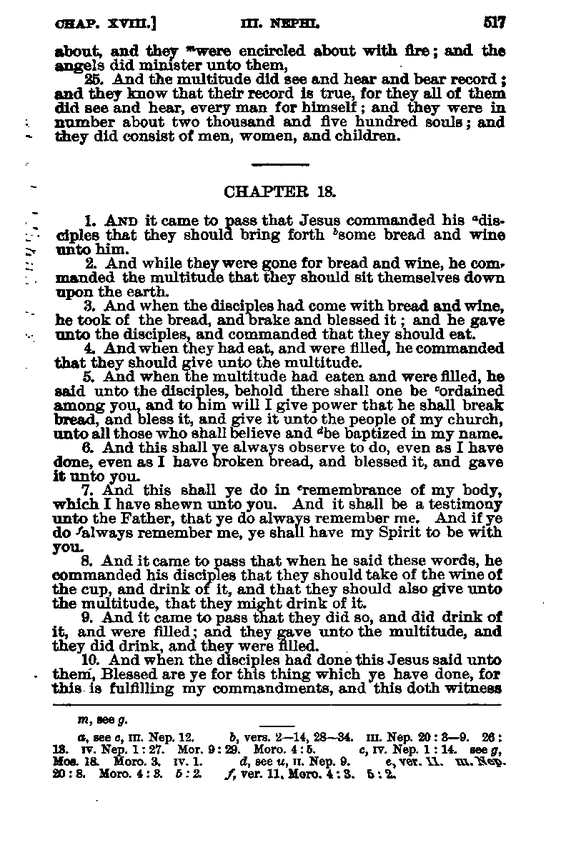 CHAP. XVIII.] III. NEPHI. 517
about, and they ᵐwere encircled about with fire; and the
angels did minister unto them,
25. And the multitude did see and hear and bear record;
and they know that their record is true, for they all of them
did see and hear, every man for himself; and they were in
number about two thousand and five hundred souls; and
they did consist of men, women, and children.
CHAPTER 18.
1. AND it came to pass that Jesus commanded his ᵃdis-
ciples that they should bring forth ᵇsome bread and wine
unto him.
2. And while they were gone for bread and wine, he com-
manded the multitude that they should sit themselves down
upon the earth.
3. And when the disciples had come with bread and wine,
he took of the bread, and brake and blessed it; and he gave
unto the disciples, and commanded that they should eat.
4. And when they had eat, and were filled, he commanded
that they should give unto the multitude.
5. And when the multitude had eaten and were filled, he
said unto the disciples, behold there shall one be ᶜordained
among you, and to him will I give power that he shall break
bread, and bless it, and give it unto the people of my church,
unto all those who shall believe and ᵈbe baptized in my name.
6. And this shall ye always observe to do, even as I have
done, even as I have broken bread, and blessed it, and gave
it unto you.
7. And this shall ye do in ᵉremembrance of my body,
which I have shewn unto you. And it shall be a testimony
unto the Father, that ye do always remember me. And if ye
do ᶠalways remember me, ye shall have my Spirit to be with
you.
8. And it came to pass that when he said these words, he
commanded his disciples that they should take of the wine of
the cup, and drink of it, and that they should also give unto
the multitude, that they might drink of it.
9. And it came to pass that they did so, and did drink of
it, and were filled; and they gave unto the multitude, and
they did drink, and they were filled.
10. And when the disciples had done this Jesus said unto
them, Blessed are ye for this thing which ye have done, for
this is fulfilling my commandments, and this doth witness
m, see g.
a, see c, III. Nep. 12. b, vers. 2—14, 28—34. III. Nep. 20:3—9. 26:
13. IV. Nep. 1:27. Mor. 9:29. Moro. 4:5. c, IV. Nep. 1:14. see g,
Mos. 18. Moro. 3. IV. 1. d, see u, II. Nep. 9. e, ver. 11. III. Nep.
20:8. Moro. 4:3. 5:2. f, ver. 11. Moro. 4:3. 5:2.